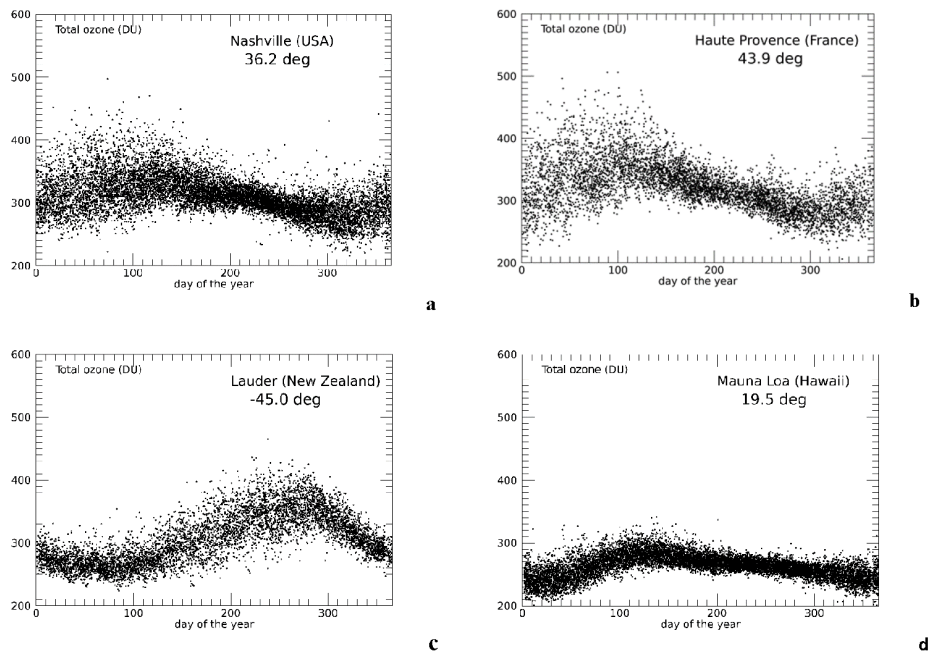 600
Total ozone (DU)
Nashville (USA)
36.2 deg
500
400
300
200
0
100
200
300
day of the year
a
600
Total ozone (DU)
Haute Provence (France)
43.9 deg
500
400
300
200
0
100
200
300
day of the year
b
600
Total ozone (DU)
Lauder (New Zealand)
-45.0 deg
500
400
300
200
0
100
200
300
day of the year
c
600
Total ozone (DU)
Mauna Loa (Hawaii)
19.5 deg
500
400
300
200
0
100
200
300
day of the year
d